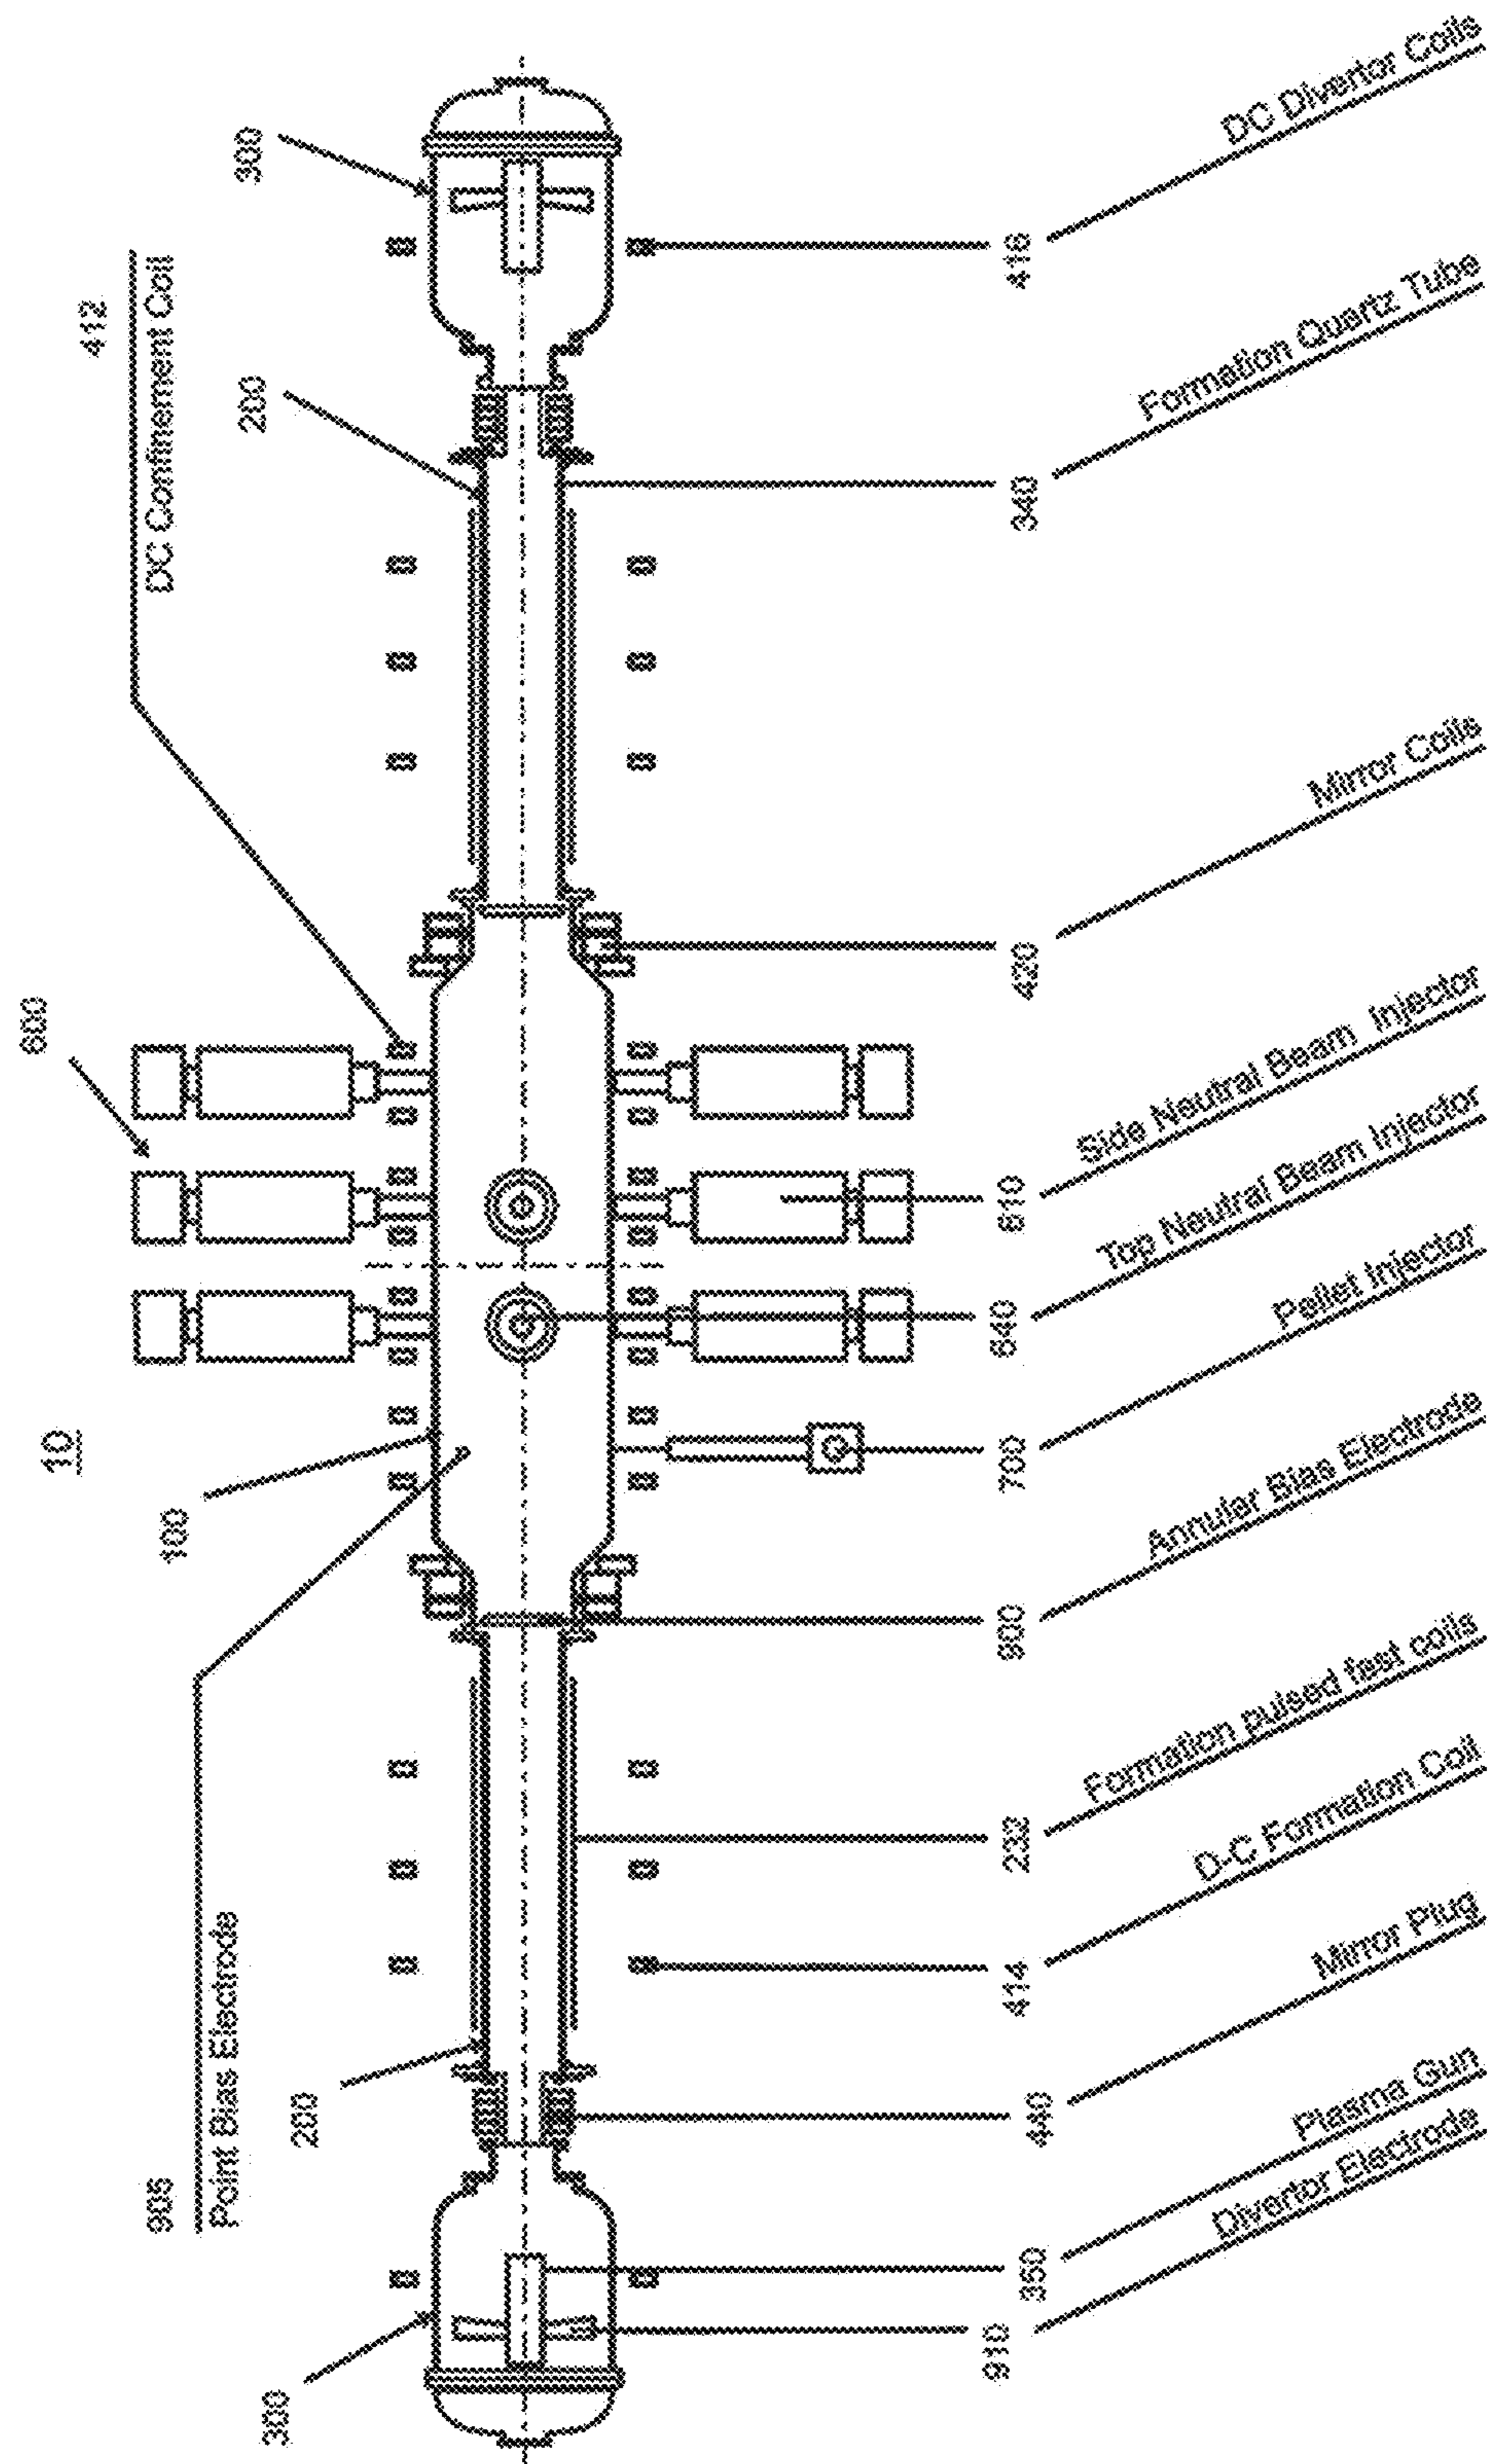 600
10
412
DC Confinement Coil
905
Point Bias Electrode
100
300
200
200
300
910
Divertor Electrode
350
Plasma Gun
440
Mirror Plug
414
D-C Formation Coil
232
Formation pulsed fast coils
900
Annular Bias Electrode
700
Pellet Injector
640
Top Neutral Beam Injector
610
Side Neutral Beam Injector
420
Mirror Coils
340
Formation Quartz Tube
416
DC Divertor Coils